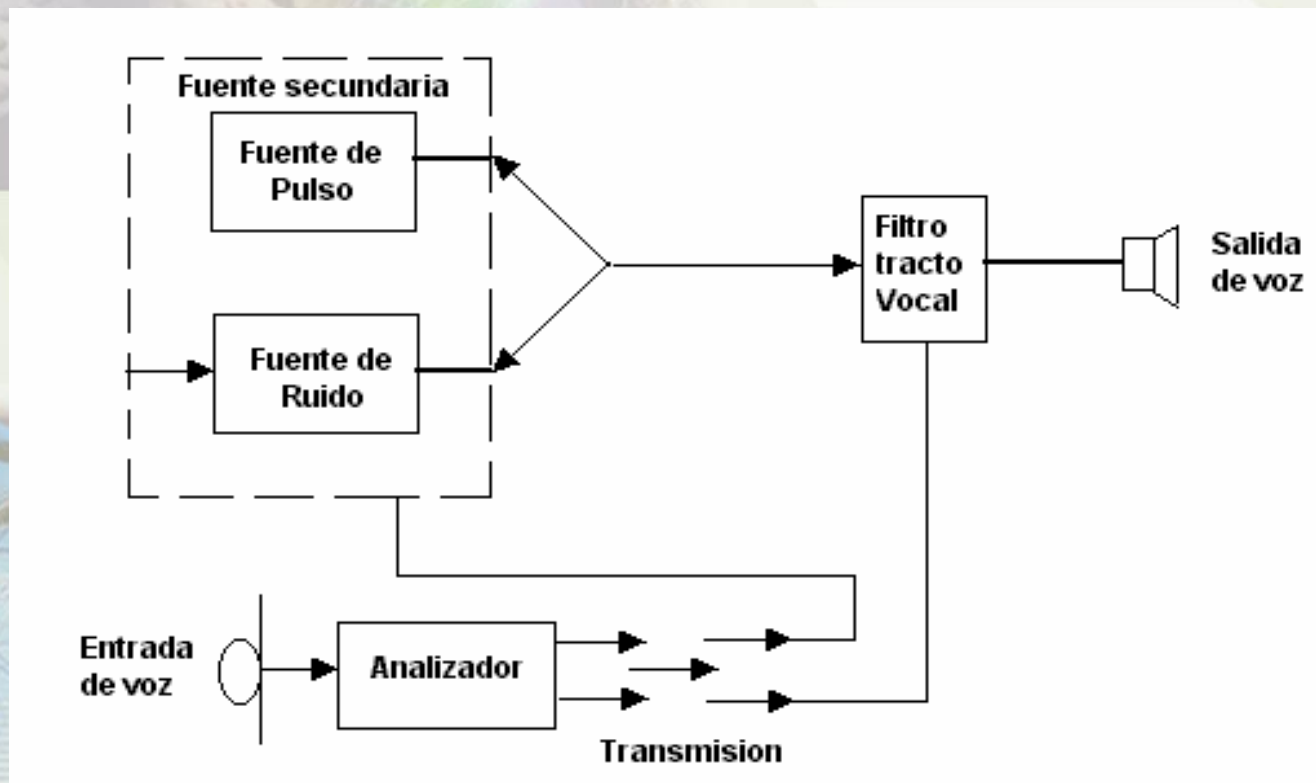 Fuente secundaria
Fuente de
Pulso
Fuente de
Ruido
Filtro
tracto
Vocal
Salida
de voz
Entrada
de voz
Analizador
Transmision